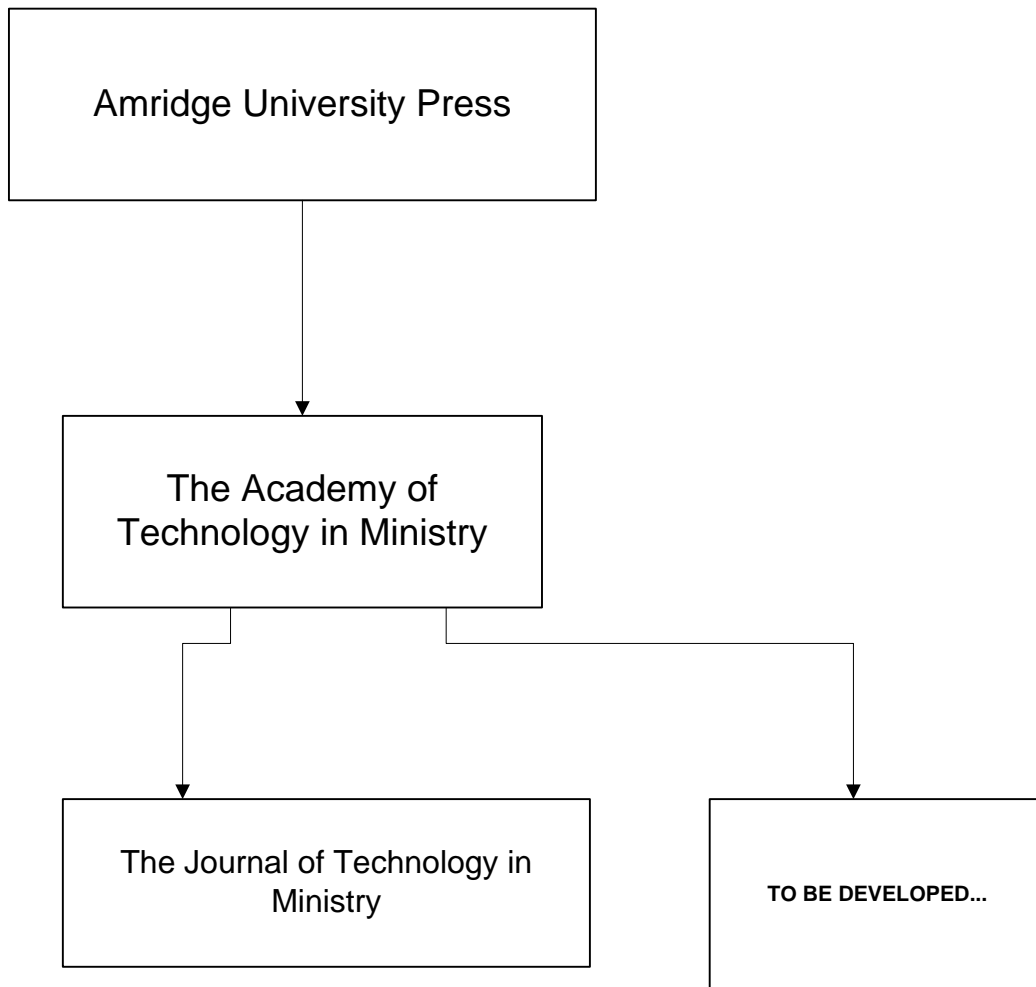 Amridge University Press
The Academy of
Technology in Ministry
The Journal of Technology in
Ministry
TO BE DEVELOPED...